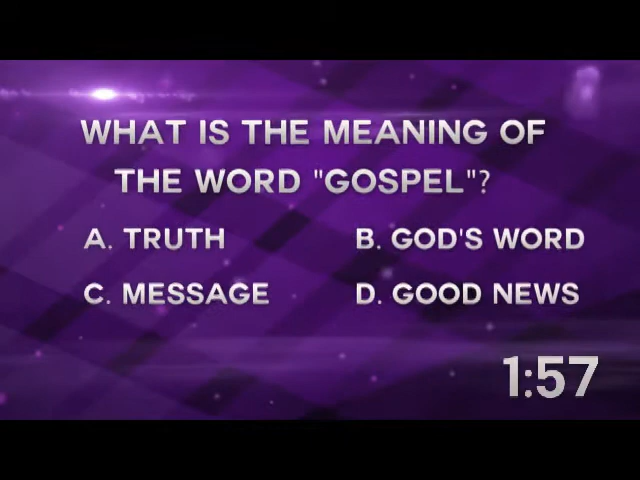 WHAT IS THE MEANING OF
THE WORD "GOSPEL"?
A. TRUTH B. GOD'S WORD
C. MESSAGE D. GOOD NEWS
1:57